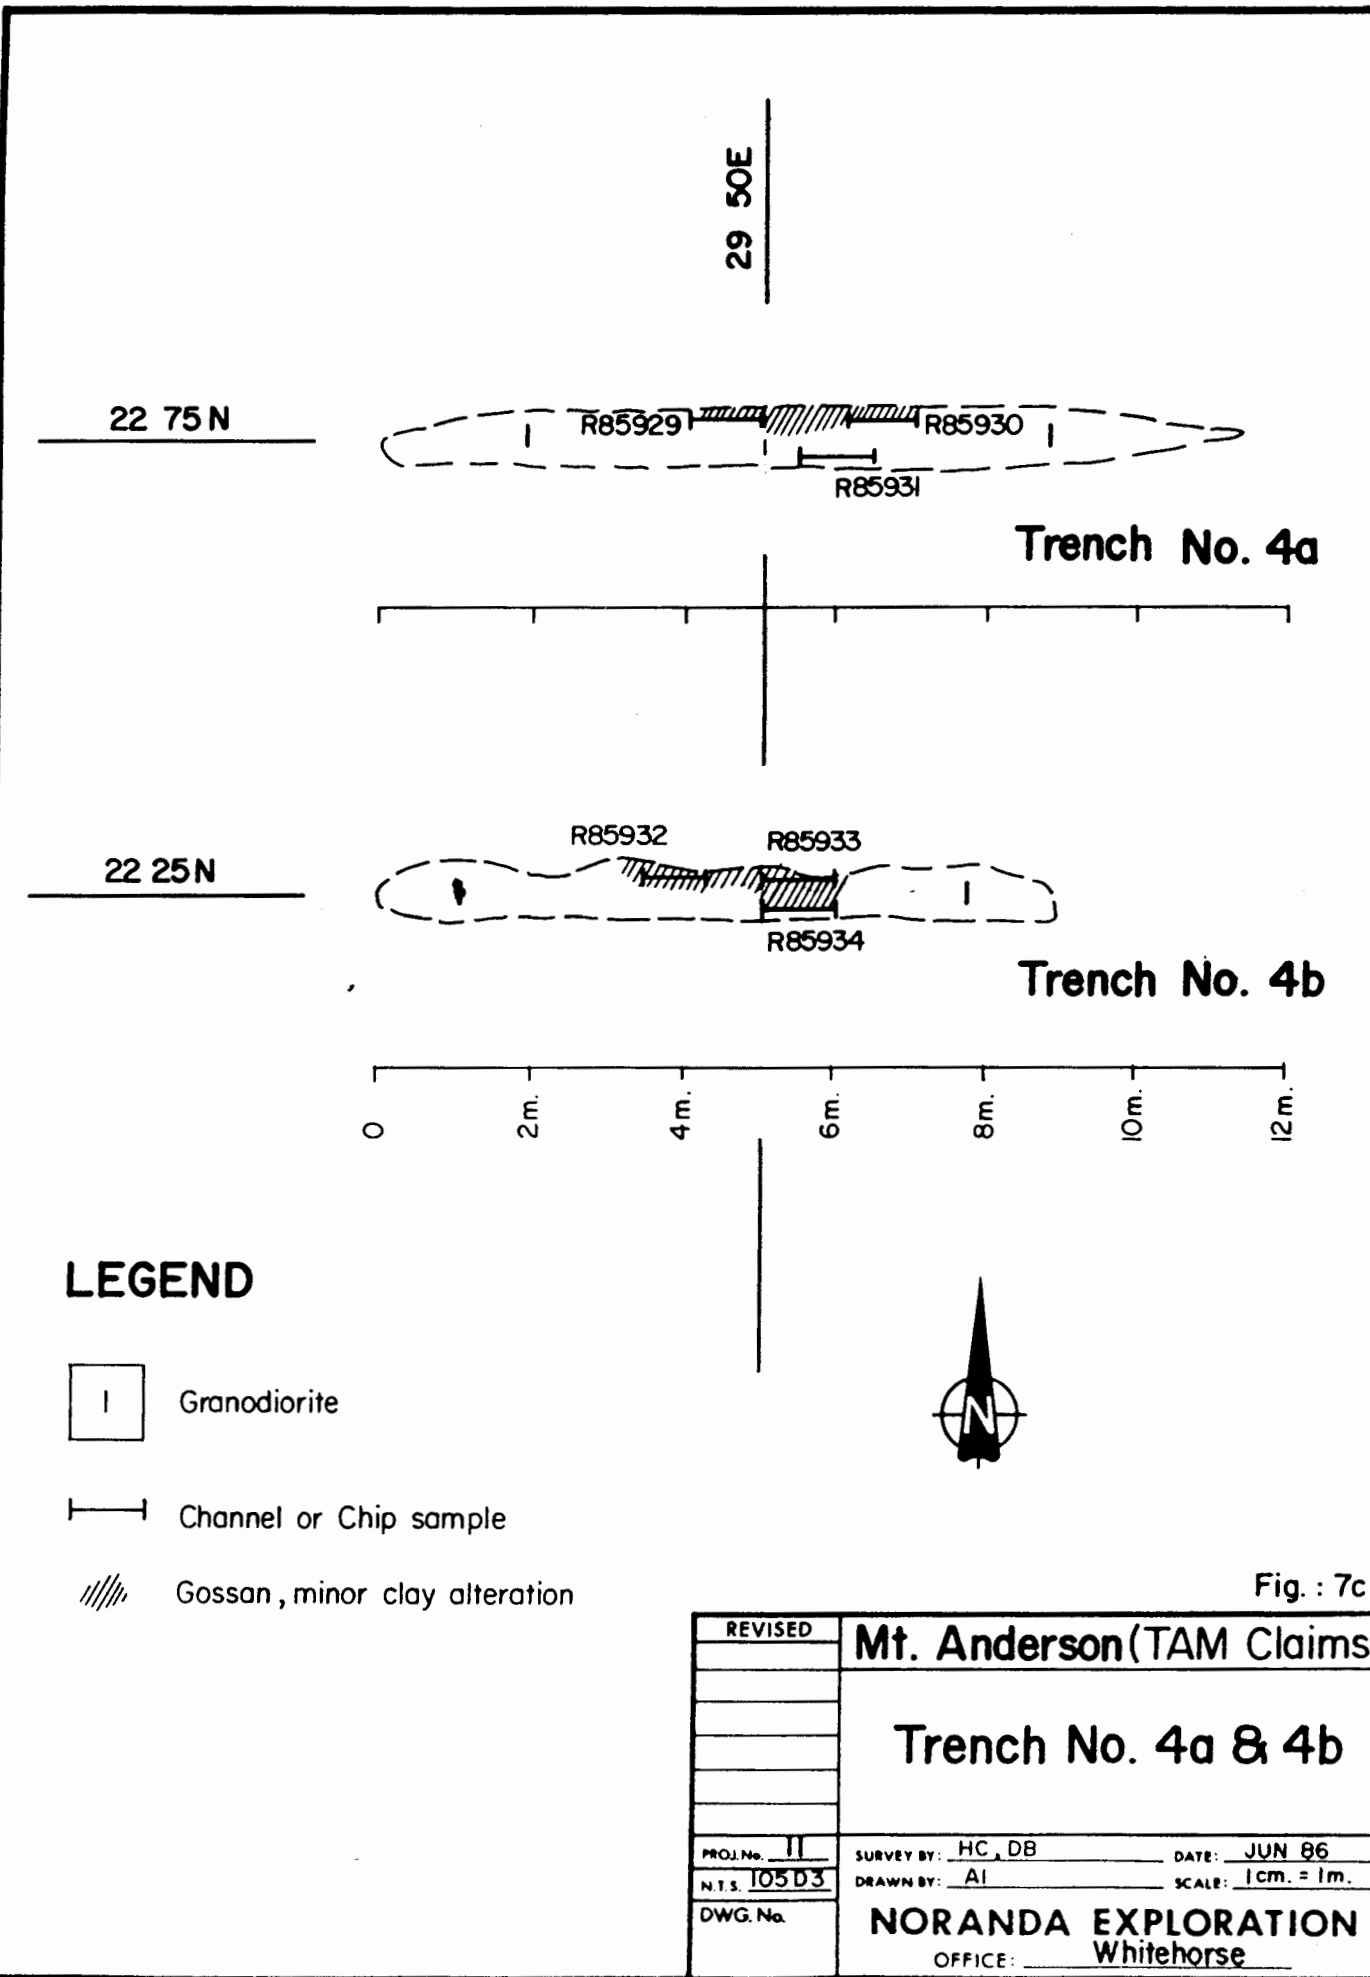 29 50E
22 75N
R85929
R85930
R85931
Trench No. 4a
R85932
R85933
22 25N
R85934
Trench No. 4b
0 2m. 4m. 6m. 8m. 10m. 12m.
LEGEND
1 Granodiorite
Channel or Chip sample
Gossan, minor clay alteration
N
Fig. : 7c
REVISED
Mt. Anderson (TAM Claims
Trench No. 4a & 4b
PROJ. No. 11
SURVEY BY: HC, DB DATE: JUN 86
N.T.S. 105D3
DRAWN BY: AI SCALE: 1cm. = 1m.
DWG. No.
NORANDA EXPLORATION
OFFICE: Whitehorse